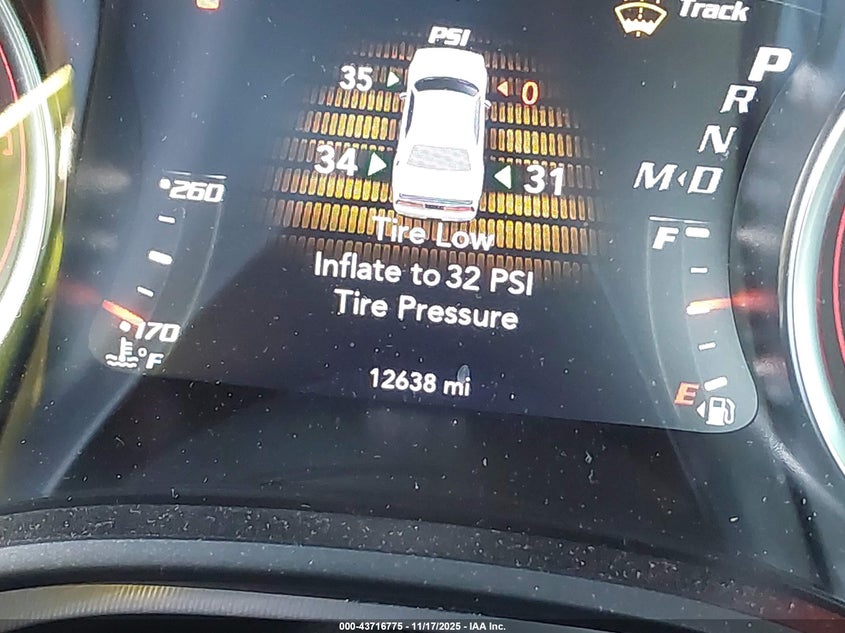 Track
PSI
35 0
34 31
P
R
N
M D
260
170
°F
F
E
Tire Low
Inflate to 32 PSI
Tire Pressure
12638 mi
000-43716775 - 11/17/2025 - IAA Inc.